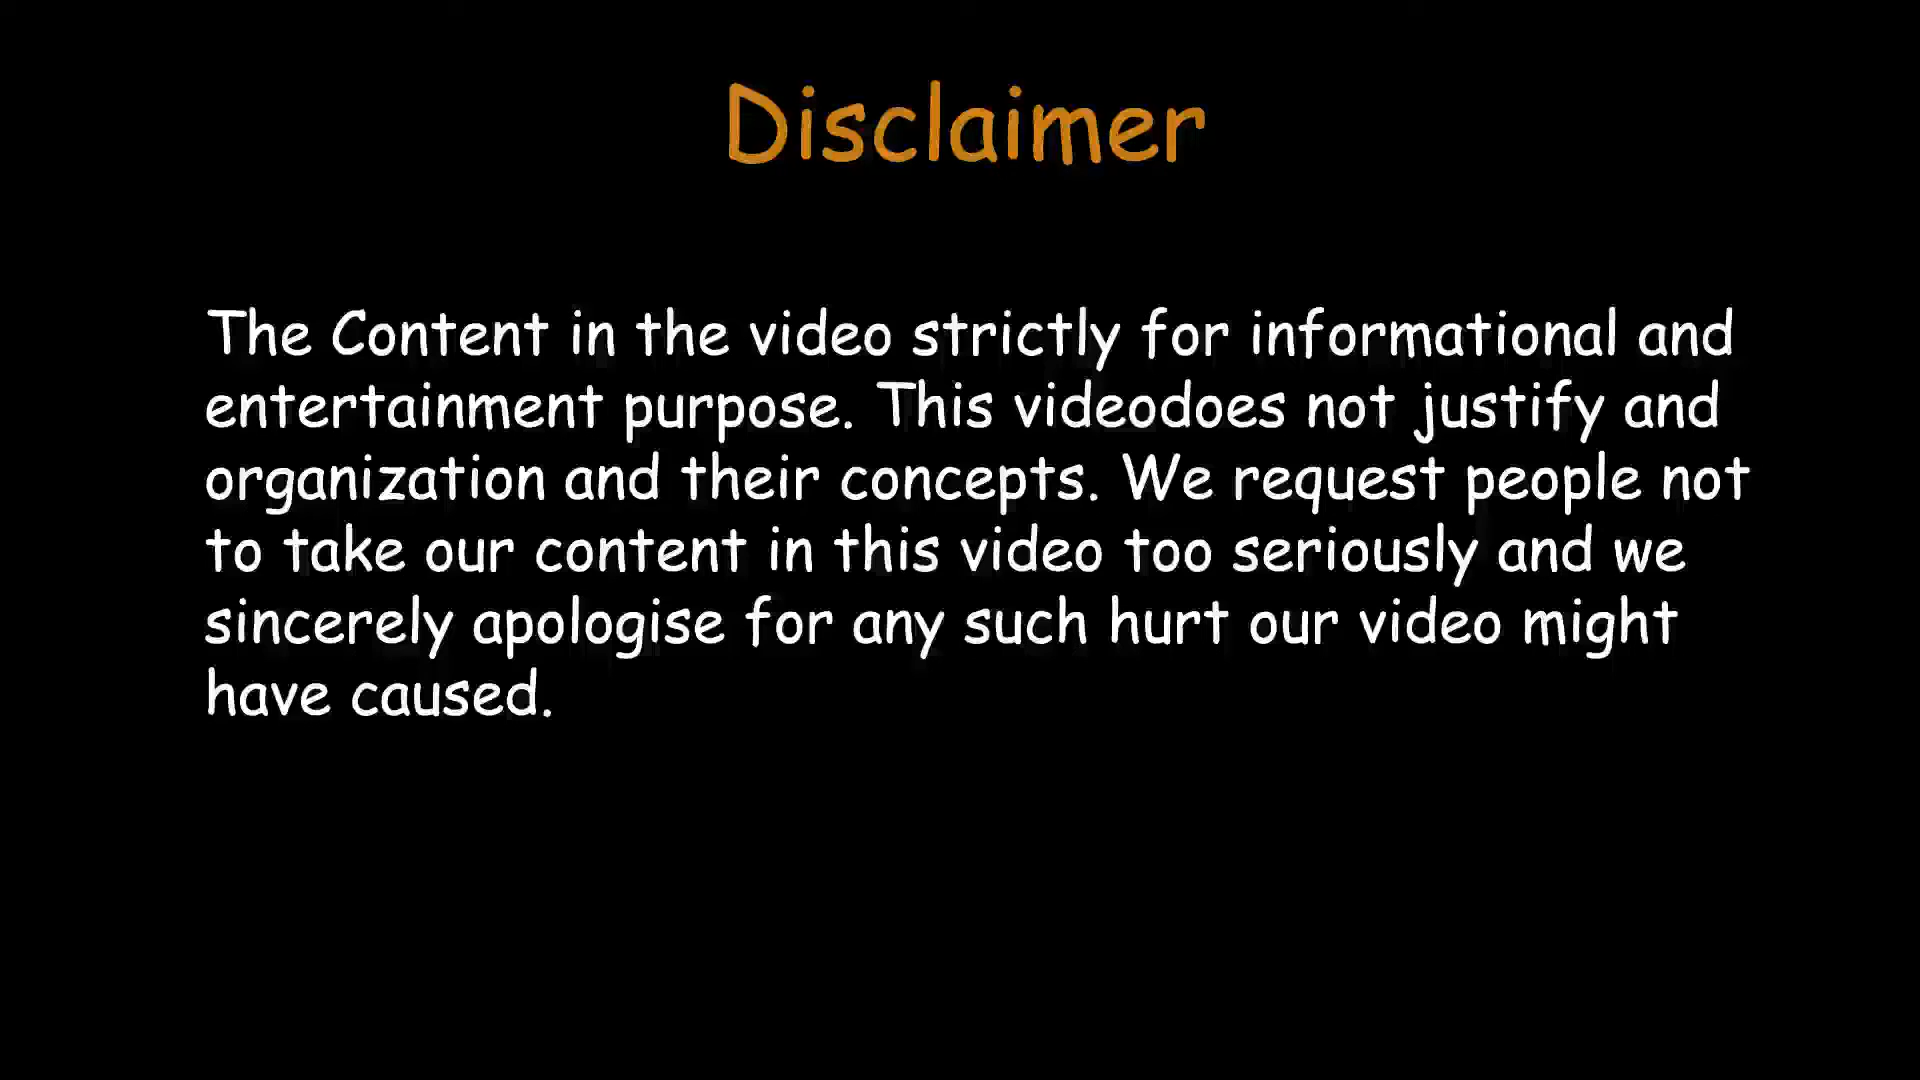 Disclaimer
The Content in the video strictly for informational and
entertainment purpose. This videodoes not justify and
organization and their concepts. We request people not
to take our content in this video too seriously and we
sincerely apologise for any such hurt our video might
have caused.